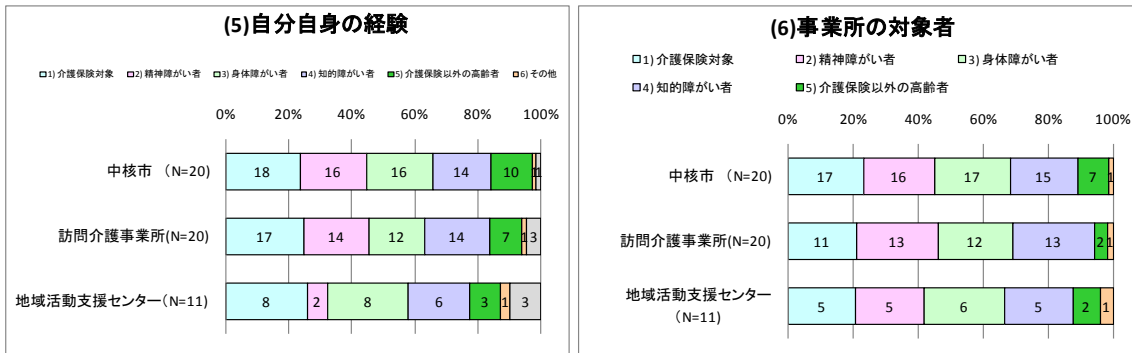 (5)自分自身の経験
1) 介護保険対象 2) 精神障がい者 3) 身体障がい者 4) 知的障がい者 5) 介護保険以外の高齢者 6) その他
0% 20% 40% 60% 80% 100%
中核市 (N=20) 18 16 16 14 10 1 1
訪問介護事業所(N=20) 17 14 12 14 7 1 3
地域活動支援センター(N=11) 8 2 8 6 3 1 3
(6)事業所の対象者
1) 介護保険対象 2) 精神障がい者 3) 身体障がい者
4) 知的障がい者 5) 介護保険以外の高齢者
0% 20% 40% 60% 80% 100%
中核市 (N=20) 17 16 17 15 7 1
訪問介護事業所(N=20) 11 13 12 13 2 1
地域活動支援センター
(N=11) 5 5 6 5 2 1